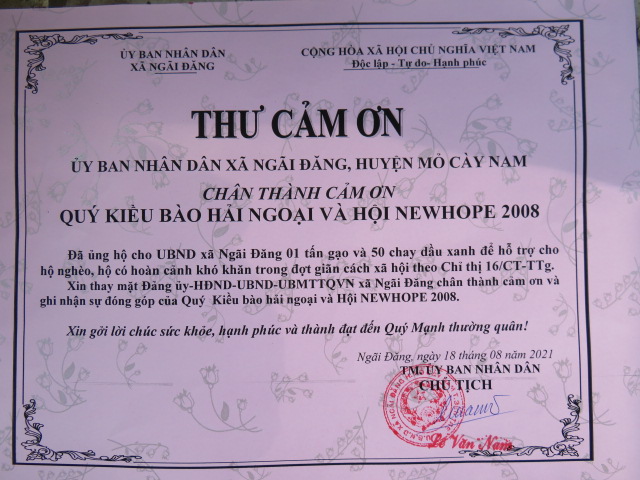 ỦY BAN NHÂN DÂN
XÃ NGÃI ĐĂNG
CỘNG HÒA XÃ HỘI CHỦ NGHĨA VIỆT NAM
Độc lập - Tự do- Hạnh phúc
THƯ CẢM ƠN
ỦY BAN NHÂN DÂN XÃ NGÃI ĐĂNG, HUYỆN MỎ CÀY NAM
CHÂN THÀNH CẢM ƠN
QUÝ KIỀU BÀO HẢI NGOẠI VÀ HỘI NEWHOPE 2008
Đã ủng hộ cho UBND xã Ngãi Đăng 01 tấn gạo và 50 chay dầu xanh để hỗ trợ cho
hộ nghèo, hộ có hoàn cảnh khó khăn trong đợt giãn cách xã hội theo Chỉ thị 16/CT-TTg.
Xin thay mặt Đảng ủy-HĐND-UBND-UBMTTQVN xã Ngãi Đăng chân thành cảm ơn và
ghi nhận sự đóng góp của Quý Kiều bào hải ngoại và Hội NEWHOPE 2008.
Xin gởi lời chúc sức khỏe, hạnh phúc và thành đạt đến Quý Mạnh thường quân!
Ngãi Đăng, ngày 18 tháng 08 năm 2021
TM. ỦY BAN NHÂN DÂN
CHỦ TỊCH
Lê Văn Nam